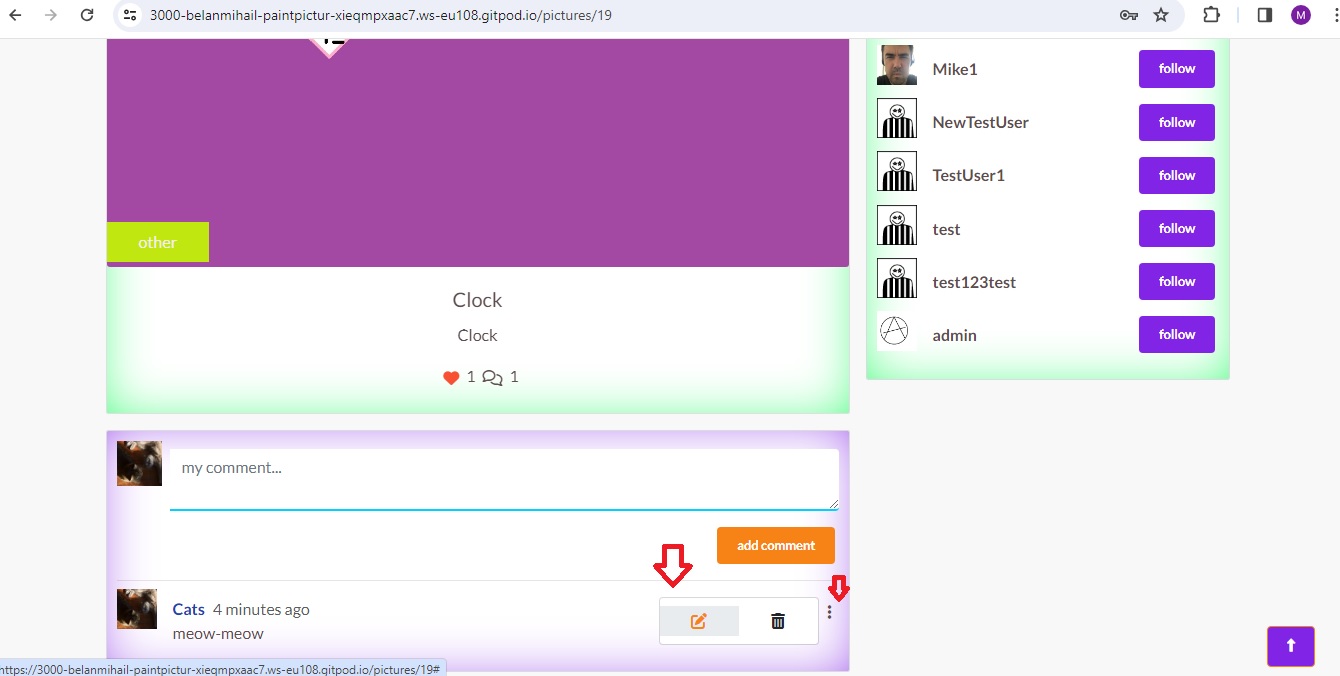 3000-belanmihail-paintpictur-xieqmpxaac7.ws-eu108.gitpod.io/pictures/19
M
Mike1
follow
NewTestUser
follow
TestUser1
follow
test
follow
test123test
follow
admin
follow
other
Clock
Clock
1 1
my comment...
add comment
Cats 4 minutes ago
meow-meow
https://3000-belanmihail-paintpictur-xieqmpxaac7.ws-eu108.gitpod.io/pictures/19#